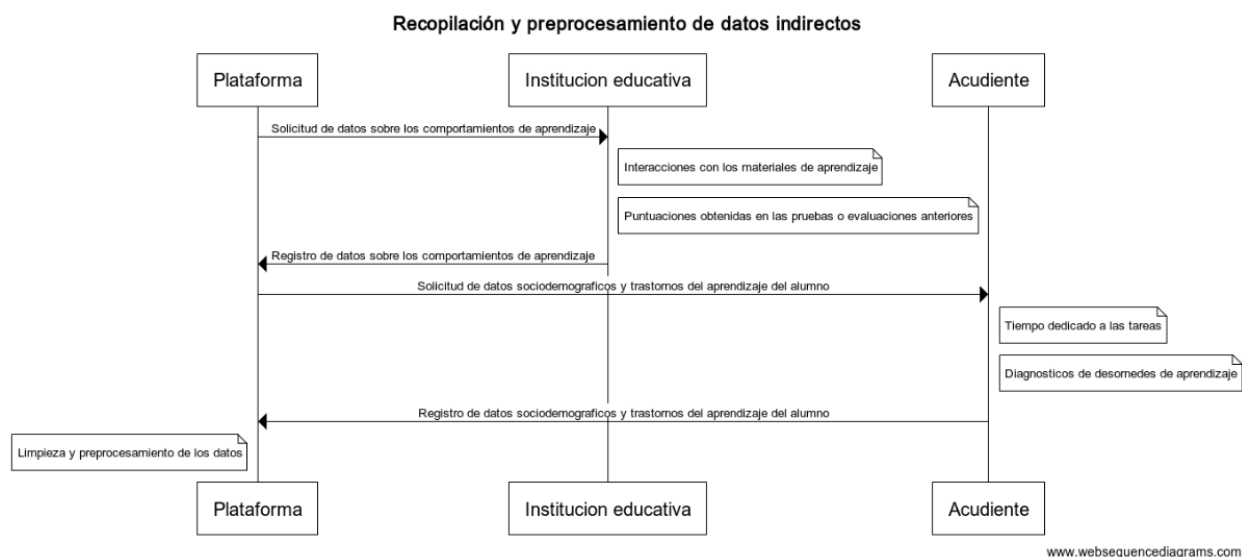 Recopilación y preprocesamiento de datos indirectos
Plataforma
Institucion educativa
Acudiente
Solicitud de datos sobre los comportamientos de aprendizaje
Interacciones con los materiales de aprendizaje
Puntuaciones obtenidas en las pruebas o evaluaciones anteriores
Registro de datos sobre los comportamientos de aprendizaje
Solicitud de datos sociodemograficos y trastornos del aprendizaje del alumno
Tiempo dedicado a las tareas
Diagnosticos de desornedes de aprendizaje
Registro de datos sociodemograficos y trastornos del aprendizaje del alumno
Limpieza y preprocesamiento de los datos
Plataforma
Institucion educativa
Acudiente
www.websequencediagrams.com